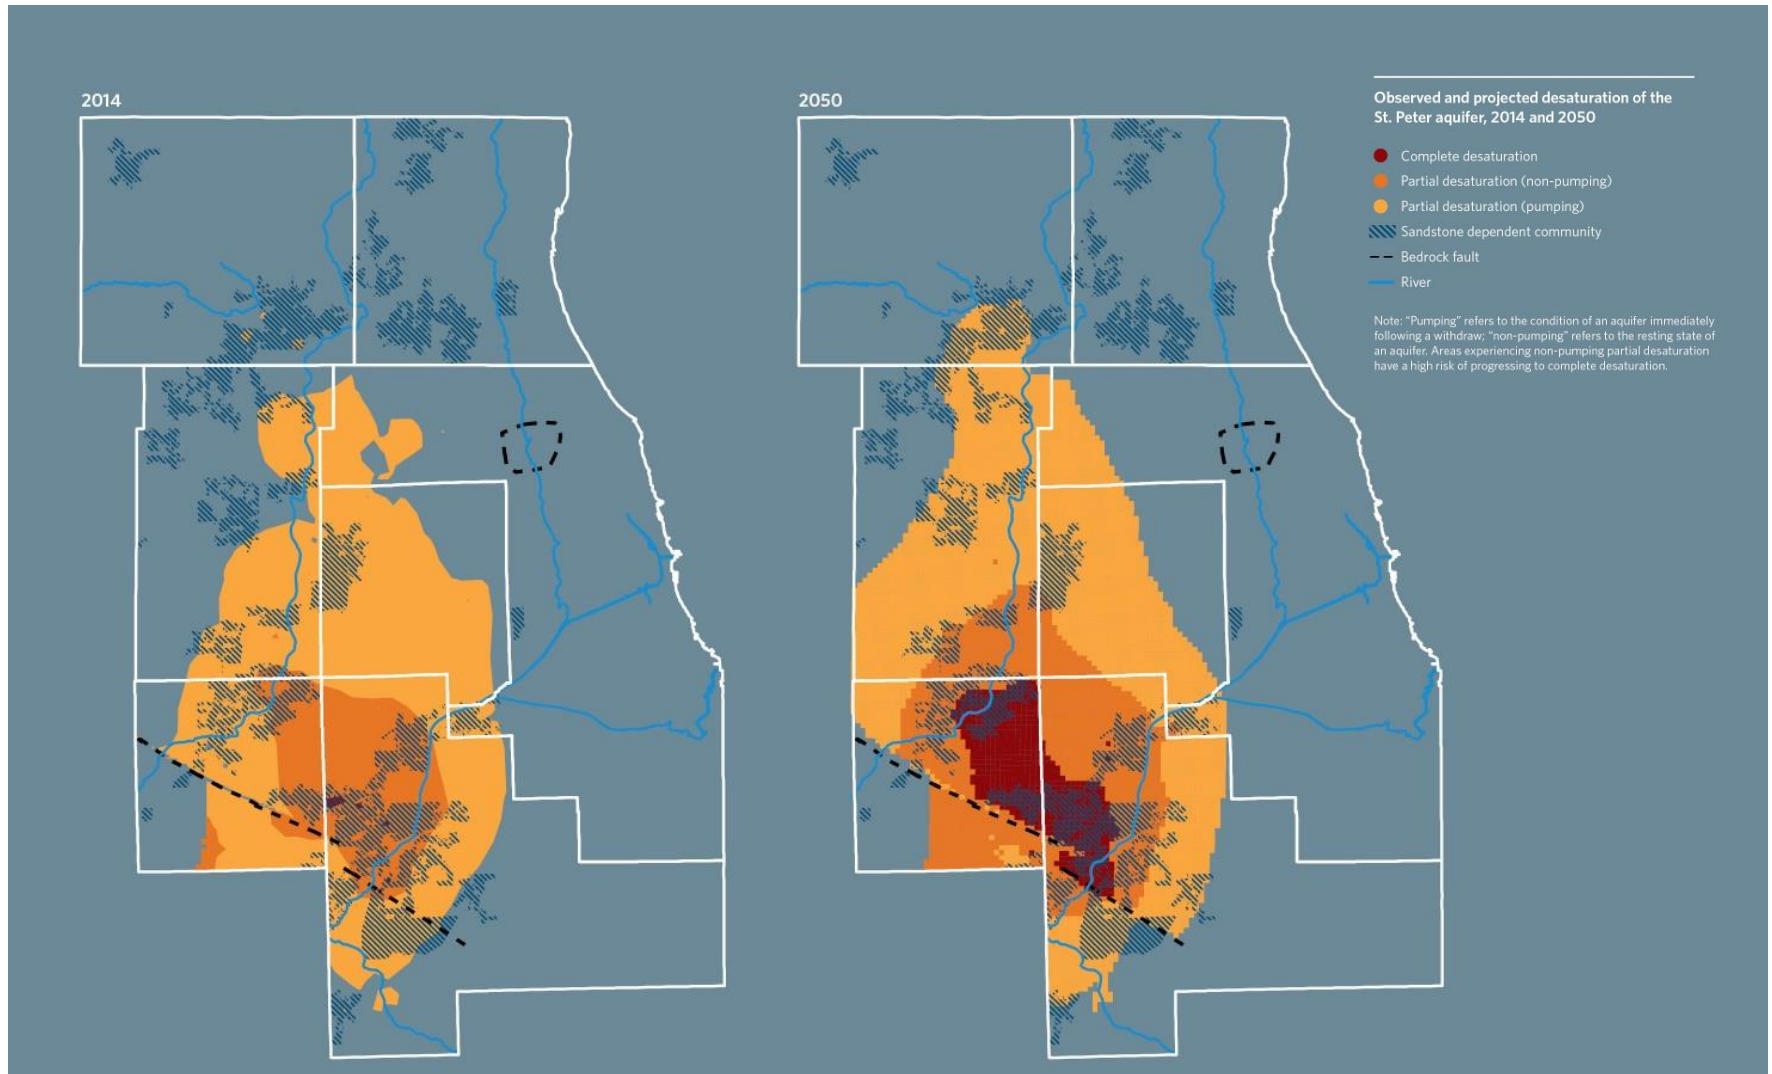 2014
2050
Observed and projected desaturation of the
St. Peter aquifer, 2014 and 2050
Complete desaturation
Partial desaturation (non-pumping)
Partial desaturation (pumping)
Sandstone dependent community
Bedrock fault
River
Note: “Pumping” refers to the condition of an aquifer immediately
following a withdraw; “non-pumping” refers to the resting state of
an aquifer. Areas experiencing non-pumping partial desaturation
have a high risk of progressing to complete desaturation.